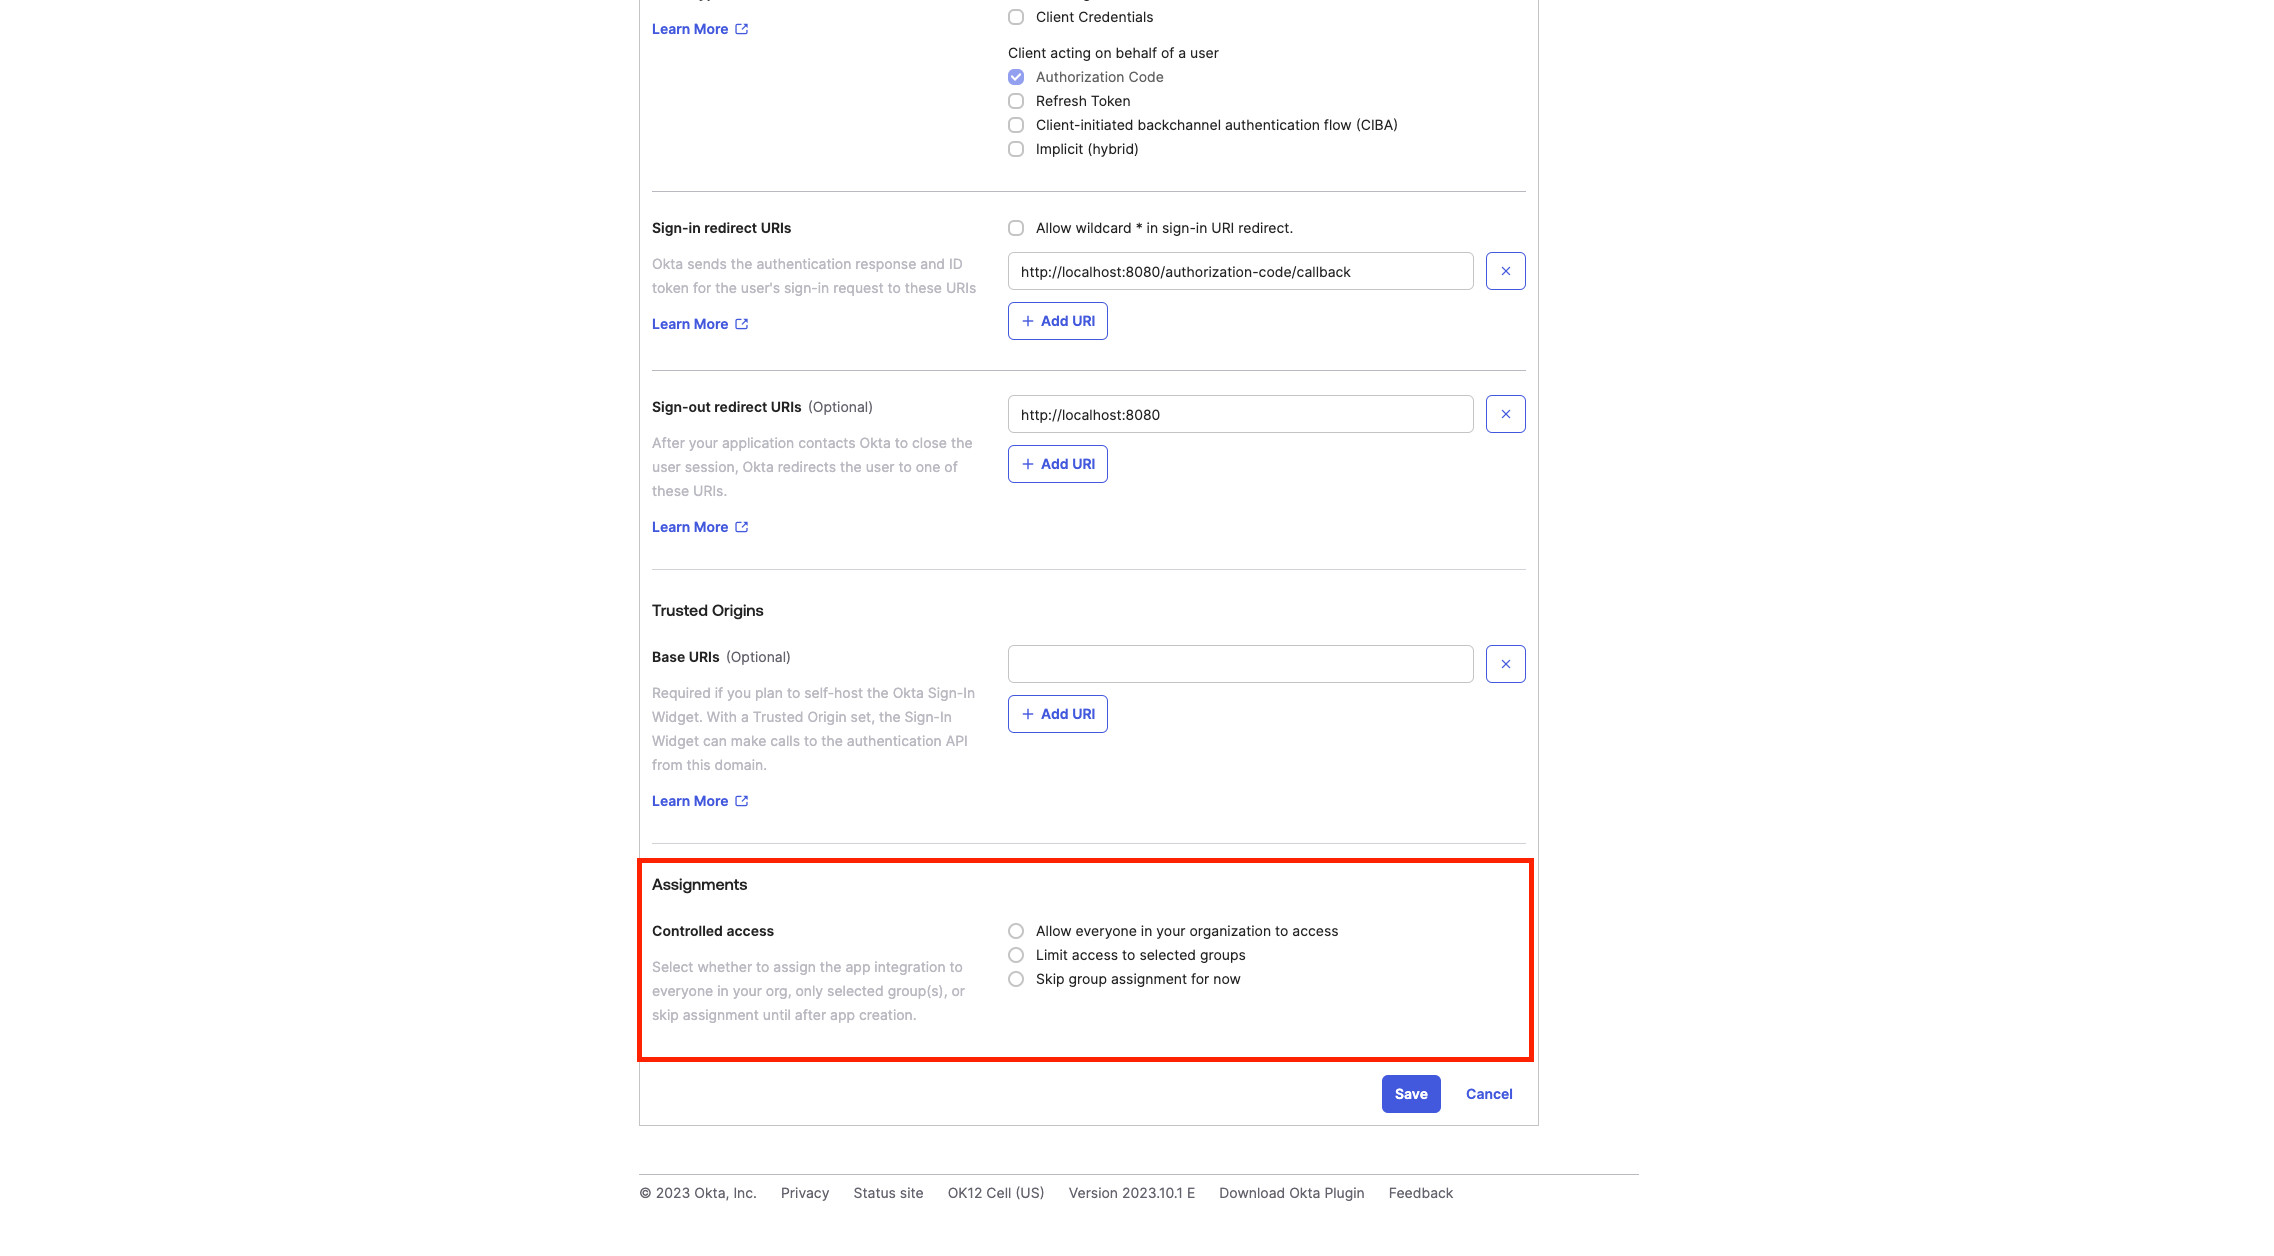 Client Credentials
Learn More
Client acting on behalf of a user
Authorization Code
Refresh Token
Client-initiated backchannel authentication flow (CIBA)
Implicit (hybrid)
Sign-in redirect URIs
Allow wildcard * in sign-in URI redirect.
Okta sends the authentication response and ID
token for the user's sign-in request to these URIs
http://localhost:8080/authorization-code/callback
Learn More
+ Add URI
Sign-out redirect URIs (Optional)
http://localhost:8080
After your application contacts Okta to close the
user session, Okta redirects the user to one of
these URIs.
+ Add URI
Learn More
Trusted Origins
Base URIs (Optional)
Required if you plan to self-host the Okta Sign-In
Widget. With a Trusted Origin set, the Sign-In
Widget can make calls to the authentication API
from this domain.
+ Add URI
Learn More
Assignments
Controlled access
Select whether to assign the app integration to
everyone in your org, only selected group(s), or
skip assignment until after app creation.
Allow everyone in your organization to access
Limit access to selected groups
Skip group assignment for now
Save
Cancel
© 2023 Okta, Inc. Privacy Status site OK12 Cell (US) Version 2023.10.1 E Download Okta Plugin Feedback